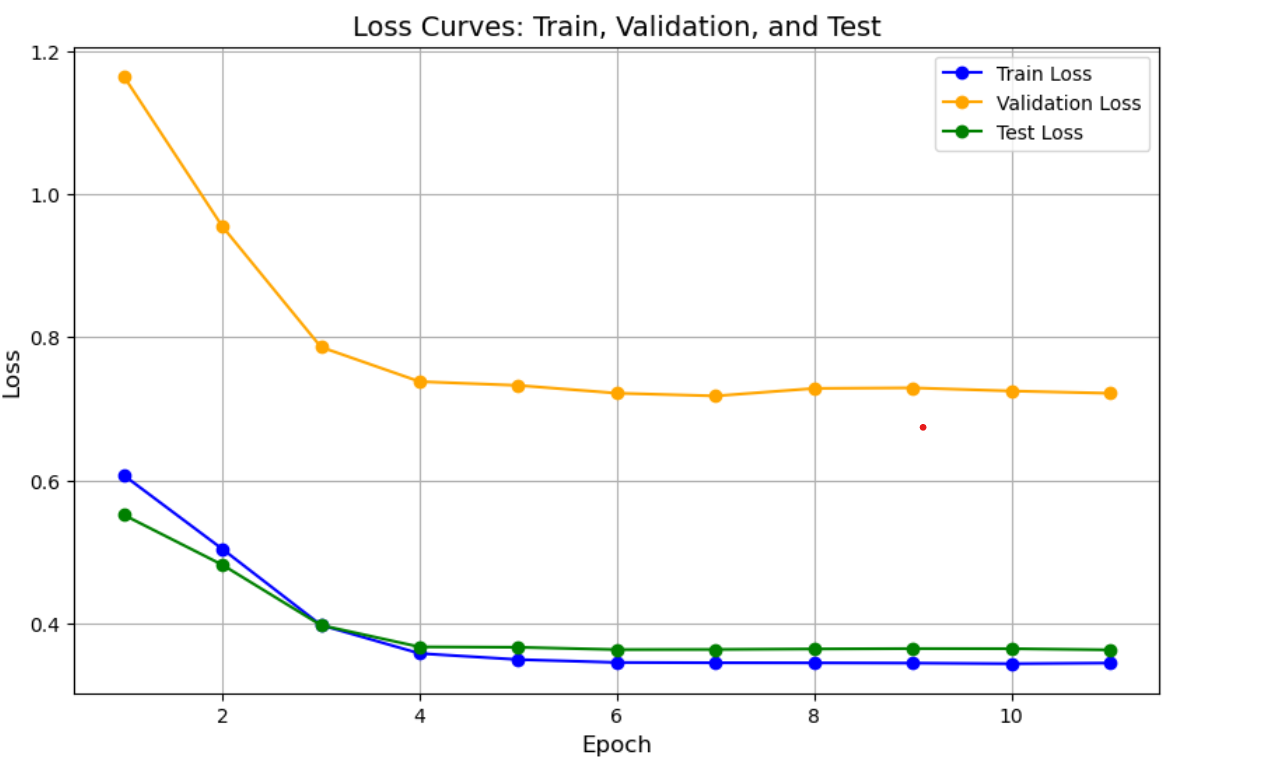 Loss Curves: Train, Validation, and Test
1.2
1.0
0.8
0.6
0.4
Loss
Train Loss
Validation Loss
Test Loss
2 4 6 8 10
Epoch